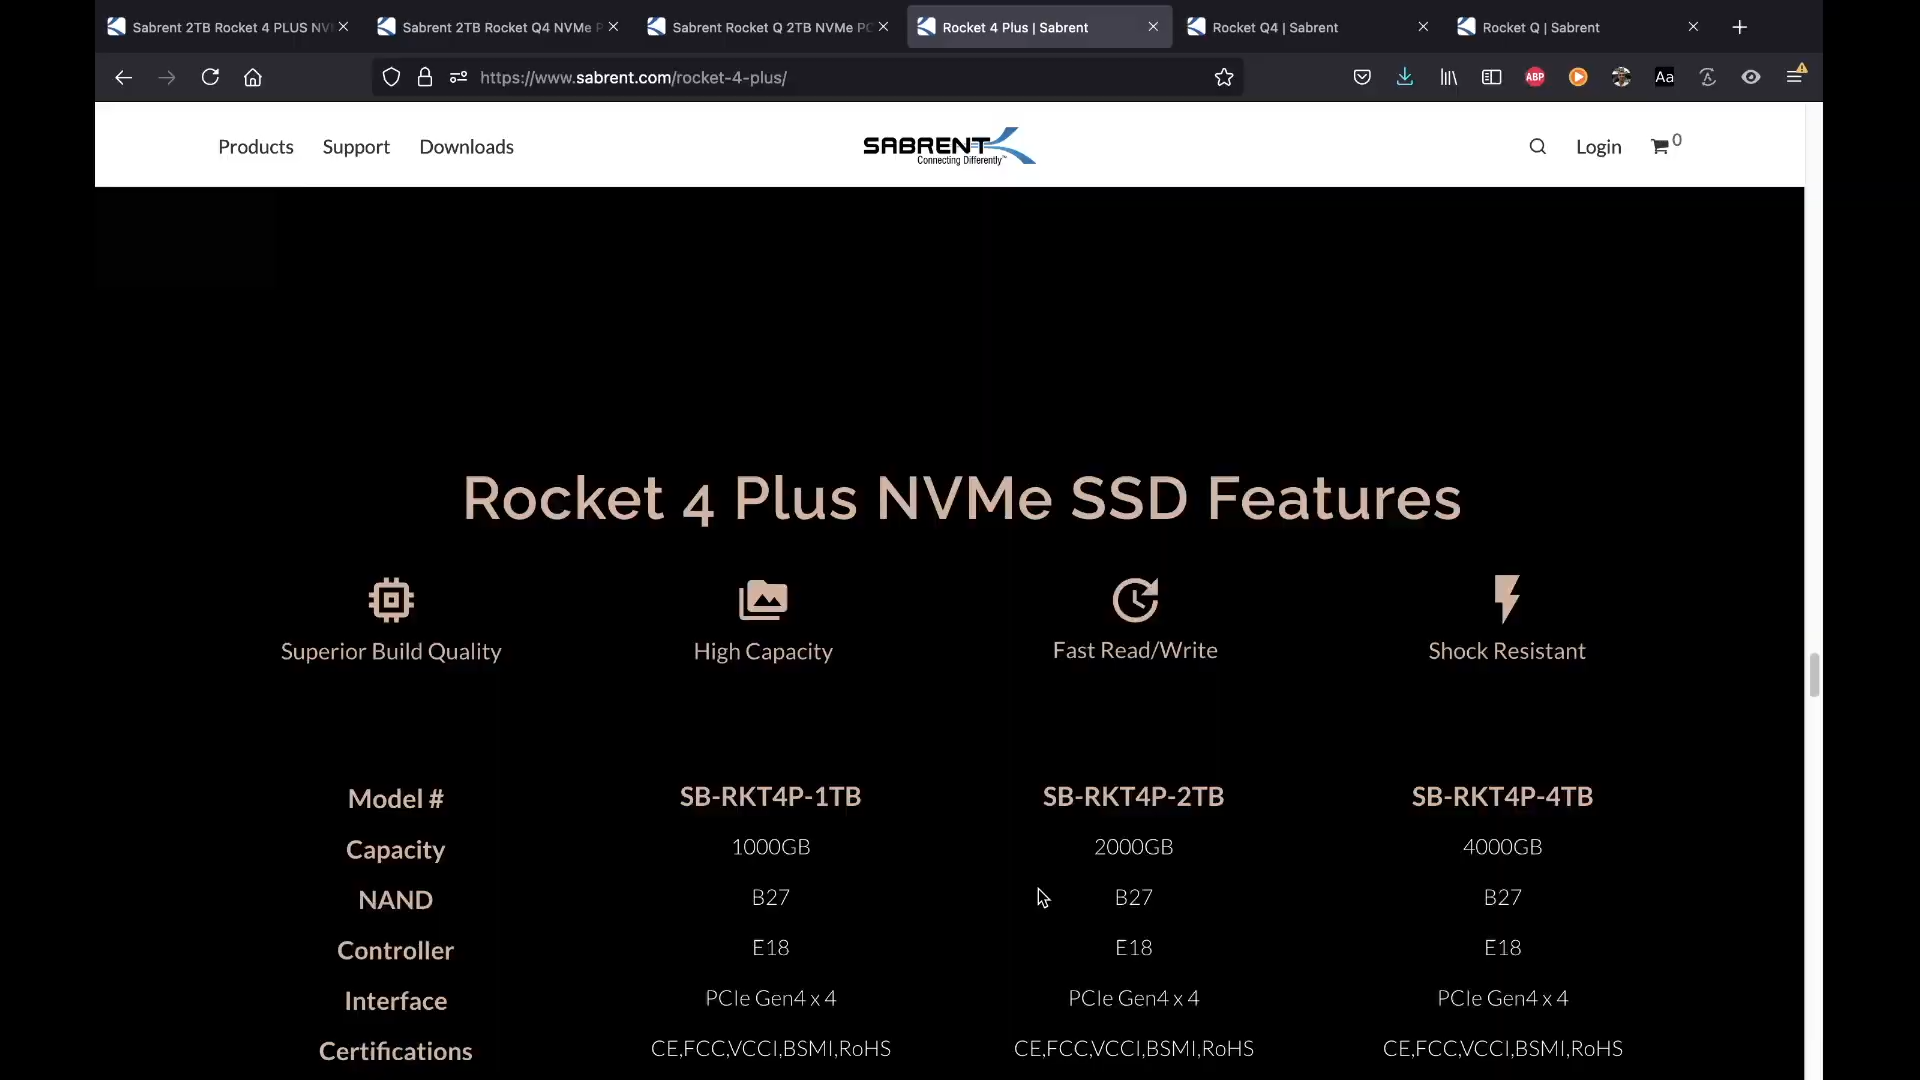 Sabrent 2TB Rocket 4 PLUS NV
Sabrent 2TB Rocket Q4 NVMe P
Sabrent Rocket Q 2TB NVMe PC
Rocket 4 Plus | Sabrent
Rocket Q4 | Sabrent
Rocket Q | Sabrent
https://www.sabrent.com/rocket-4-plus/
ABP
Aa
Products
Support
Downloads
SABRENT
Connecting Differently™
Login
0
Rocket 4 Plus NVMe SSD Features
Superior Build Quality
High Capacity
Fast Read/Write
Shock Resistant
Model # SB-RKT4P-1TB SB-RKT4P-2TB SB-RKT4P-4TB
Capacity 1000GB 2000GB 4000GB
NAND B27 B27 B27
Controller E18 E18 E18
Interface PCIe Gen4 x 4 PCIe Gen4 x 4 PCIe Gen4 x 4
Certifications CE,FCC,VCCI,BSMI,RoHS CE,FCC,VCCI,BSMI,RoHS CE,FCC,VCCI,BSMI,RoHS